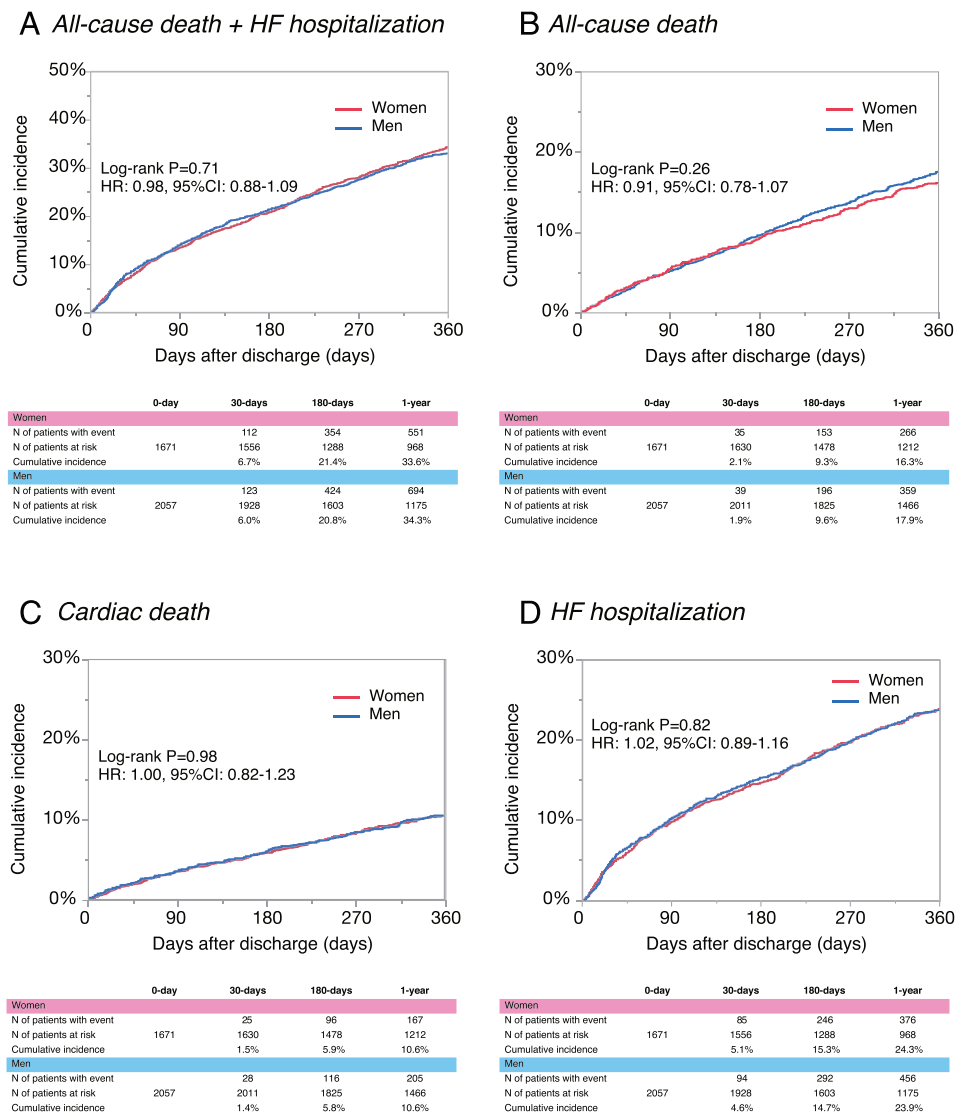 A All-cause death + HF hospitalization
50%
40%
30%
20%
10%
0%
Cumulative incidence
Women
Men
Log-rank P=0.71
HR: 0.98, 95%CI: 0.88-1.09
0 90 180 270 360
Days after discharge (days)
0-day 30-days 180-days 1-year
Women
N of patients with event 112 354 551
N of patients at risk 1671 1556 1288 968
Cumulative incidence 6.7% 21.4% 33.6%
Men
N of patients with event 123 424 694
N of patients at risk 2057 1928 1603 1175
Cumulative incidence 6.0% 20.8% 34.3%
B All-cause death
30%
20%
10%
0%
Cumulative incidence
Women
Men
Log-rank P=0.26
HR: 0.91, 95%CI: 0.78-1.07
0 90 180 270 360
Days after discharge (days)
0-day 30-days 180-days 1-year
Women
N of patients with event 35 153 266
N of patients at risk 1671 1630 1478 1212
Cumulative incidence 2.1% 9.3% 16.3%
Men
N of patients with event 39 196 359
N of patients at risk 2057 2011 1825 1466
Cumulative incidence 1.9% 9.6% 17.9%
C Cardiac death
30%
20%
10%
0%
Cumulative incidence
Women
Men
Log-rank P=0.98
HR: 1.00, 95%CI: 0.82-1.23
0 90 180 270 360
Days after discharge (days)
0-day 30-days 180-days 1-year
Women
N of patients with event 25 96 167
N of patients at risk 1671 1630 1478 1212
Cumulative incidence 1.5% 5.9% 10.6%
Men
N of patients with event 28 116 205
N of patients at risk 2057 2011 1825 1466
Cumulative incidence 1.4% 5.8% 10.6%
D HF hospitalization
30%
20%
10%
0%
Cumulative incidence
Women
Men
Log-rank P=0.82
HR: 1.02, 95%CI: 0.89-1.16
0 90 180 270 360
Days after discharge (days)
0-day 30-days 180-days 1-year
Women
N of patients with event 85 246 376
N of patients at risk 1671 1556 1288 968
Cumulative incidence 5.1% 15.3% 24.3%
Men
N of patients with event 94 292 456
N of patients at risk 2057 1928 1603 1175
Cumulative incidence 4.6% 14.7% 23.9%